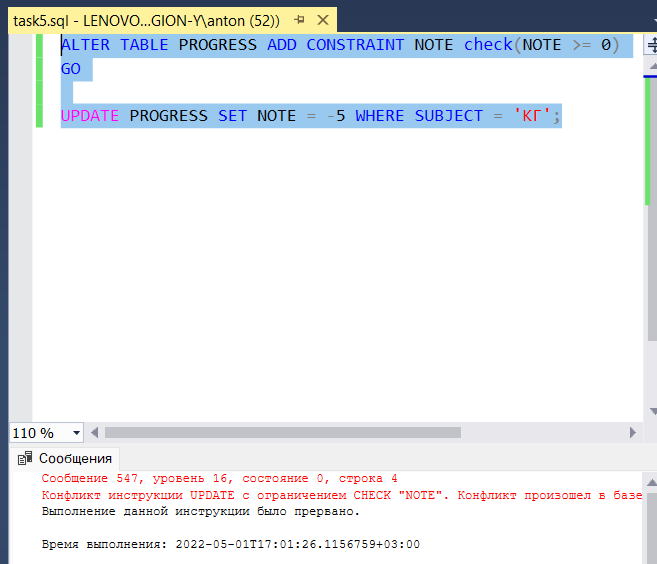 task5.sql - LENOVO...GION-Y\anton (52))
ALTER TABLE PROGRESS ADD CONSTRAINT NOTE check(NOTE >= 0)
GO
UPDATE PROGRESS SET NOTE = -5 WHERE SUBJECT = 'КГ';
110 %
Сообщения
Сообщение 547, уровень 16, состояние 0, строка 4
Конфликт инструкции UPDATE с ограничением CHECK "NOTE". Конфликт произошел в базе
Выполнение данной инструкции было прервано.
Время выполнения: 2022-05-01T17:01:26.1156759+03:00